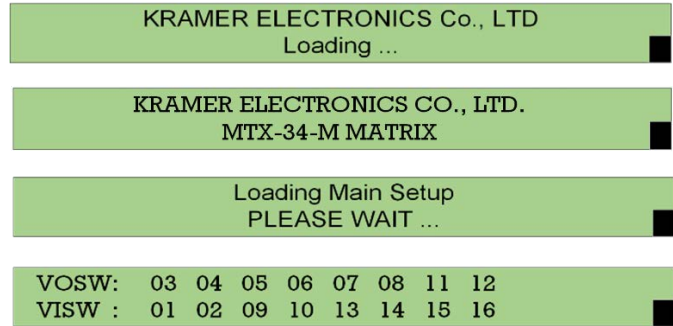 KRAMER ELECTRONICS Co., LTD
Loading ...
KRAMER ELECTRONICS CO., LTD.
MTX-34-M MATRIX
Loading Main Setup
PLEASE WAIT ...
VOSW: 03 04 05 06 07 08 11 12
VISW : 01 02 09 10 13 14 15 16